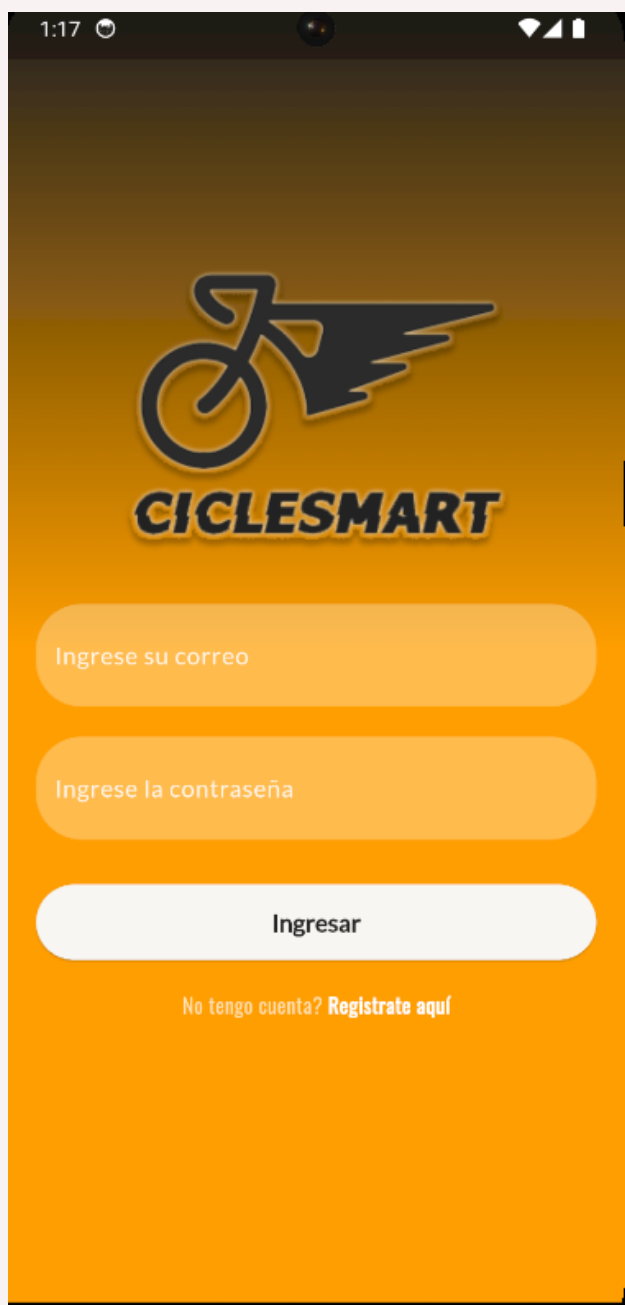 1:17
CICLESMART
Ingrese su correo
Ingrese la contraseña
Ingresar
No tengo cuenta? Registrate aquí